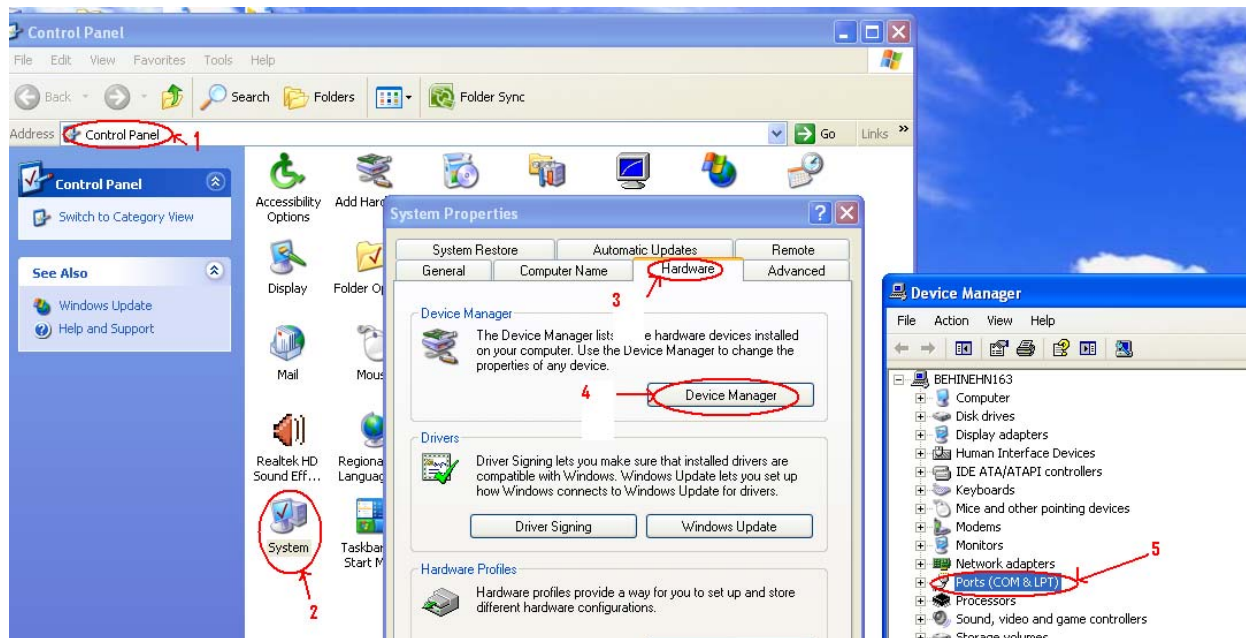 Control Panel
File Edit View Favorites Tools Help
Back Search Folders Folder Sync
Address Control Panel 1 Go Links »
Control Panel
Switch to Category View
See Also
Windows Update
Help and Support
Accessibility Options
Add Hard
Display
Folder Op
Mail
Mous
Realtek HD Sound Eff...
Regiona Languag
System
Taskbar Start M
2
System Properties
System Restore Automatic Updates Remote
General Computer Name Hardware Advanced
3
Device Manager
The Device Manager lists e hardware devices installed
on your computer. Use the Device Manager to change the
properties of any device.
4 Device Manager
Drivers
Driver Signing lets you make sure that installed drivers are
compatible with Windows. Windows Update lets you set up
how Windows connects to Windows Update for drivers.
Driver Signing Windows Update
Hardware Profiles
Hardware profiles provide a way for you to set up and store
different hardware configurations.
Device Manager
File Action View Help
BEHINEHN163
Computer
Disk drives
Display adapters
Human Interface Devices
IDE ATA/ATAPI controllers
Keyboards
Mice and other pointing devices
Modems
Monitors
Network adapters
5
Ports (COM & LPT)
Processors
Sound, video and game controllers
Storage volumes